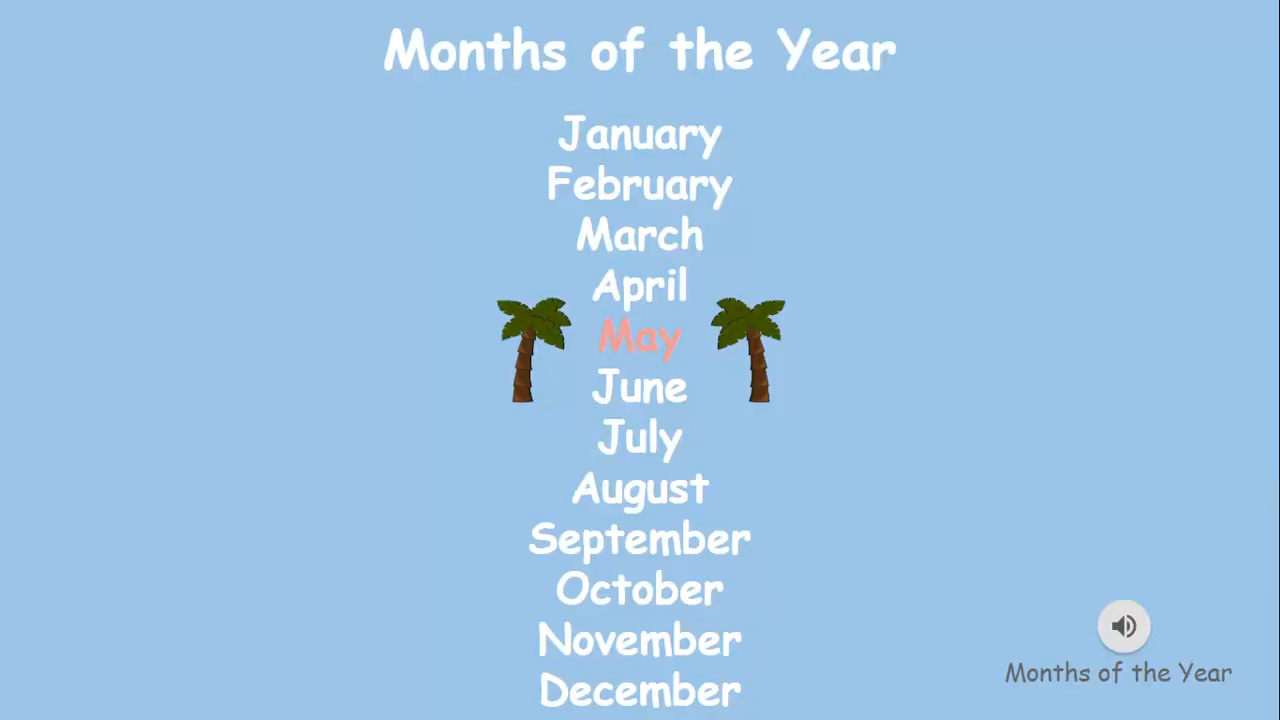 Months of the Year
January
February
March
April
May
June
July
August
September
October
November
December
Months of the Year